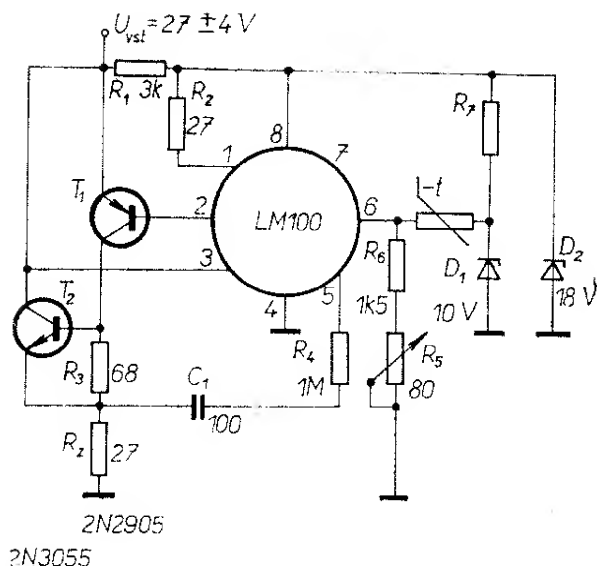 U_vst = 27 ± 4 V
R1 3k
R2
27
8
7
1
T1
2
LM100
6
1-t
3
R6
T2
4
5
1k5
D1
D2
10 V
18 V
R3
68
R4
1M
R5
80
C1
100
Rz
27
2N2905
2N3055
R7